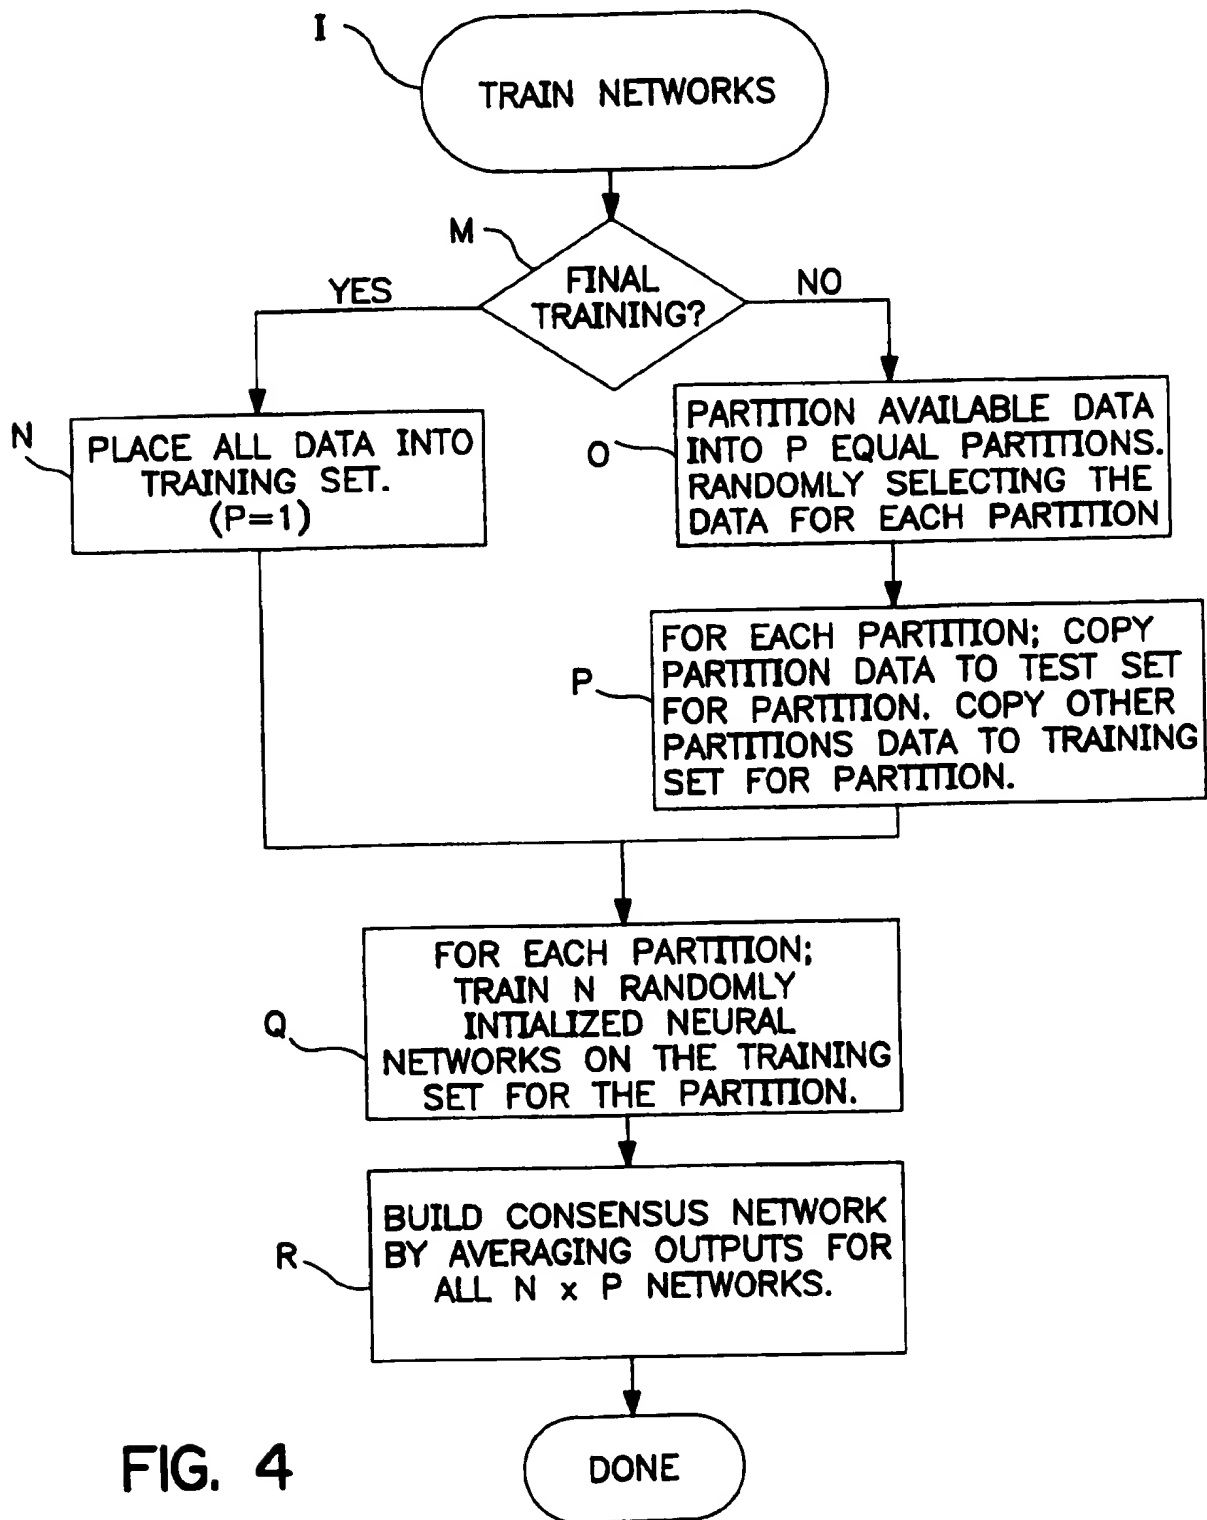 I
TRAIN NETWORKS
M
FINAL
TRAINING?
YES
NO
N
PLACE ALL DATA INTO
TRAINING SET.
(P=1)
O
PARTITION AVAILABLE DATA
INTO P EQUAL PARTITIONS.
RANDOMLY SELECTING THE
DATA FOR EACH PARTITION
P
FOR EACH PARTITION; COPY
PARTITION DATA TO TEST SET
FOR PARTITION. COPY OTHER
PARTITIONS DATA TO TRAINING
SET FOR PARTITION.
Q
FOR EACH PARTITION;
TRAIN N RANDOMLY
INTIALIZED NEURAL
NETWORKS ON THE TRAINING
SET FOR THE PARTITION.
R
BUILD CONSENSUS NETWORK
BY AVERAGING OUTPUTS FOR
ALL N x P NETWORKS.
DONE
FIG. 4